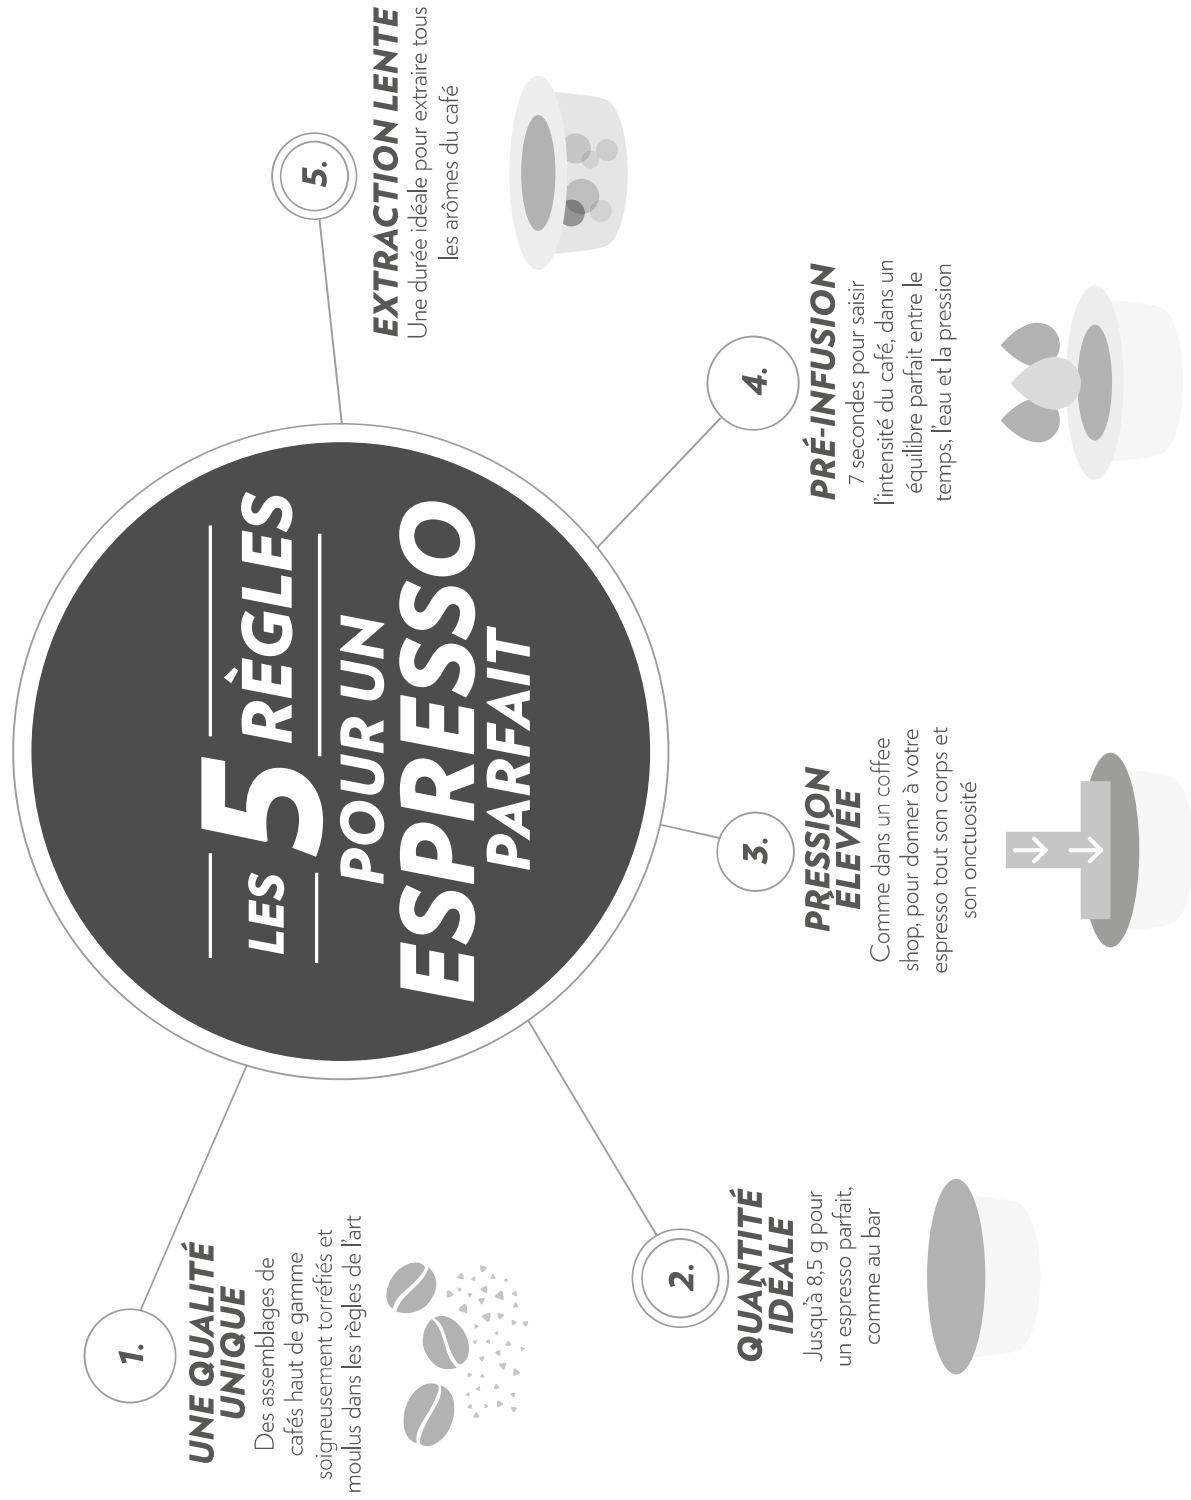 LES 5 RÈGLES
POUR UN
ESPRESSO
PARFAIT
1.
UNE QUALITÉ
UNIQUE
Des assemblages de
cafés haut de gamme
soigneusement torréfiés et
moulus dans les règles de l'art
2.
QUANTITÉ
IDÉALE
Jusqu'à 8,5 g pour
un espresso parfait,
comme au bar
3.
PRESSION
ÉLEVÉE
Comme dans un coffee
shop, pour donner à votre
espresso tout son corps et
son onctuosité
4.
PRÉ-INFUSION
7 secondes pour saisir
l'intensité du café, dans un
équilibre parfait entre le
temps, l'eau et la pression
5.
EXTRACTION LENTE
Une durée idéale pour extraire tous
les arômes du café